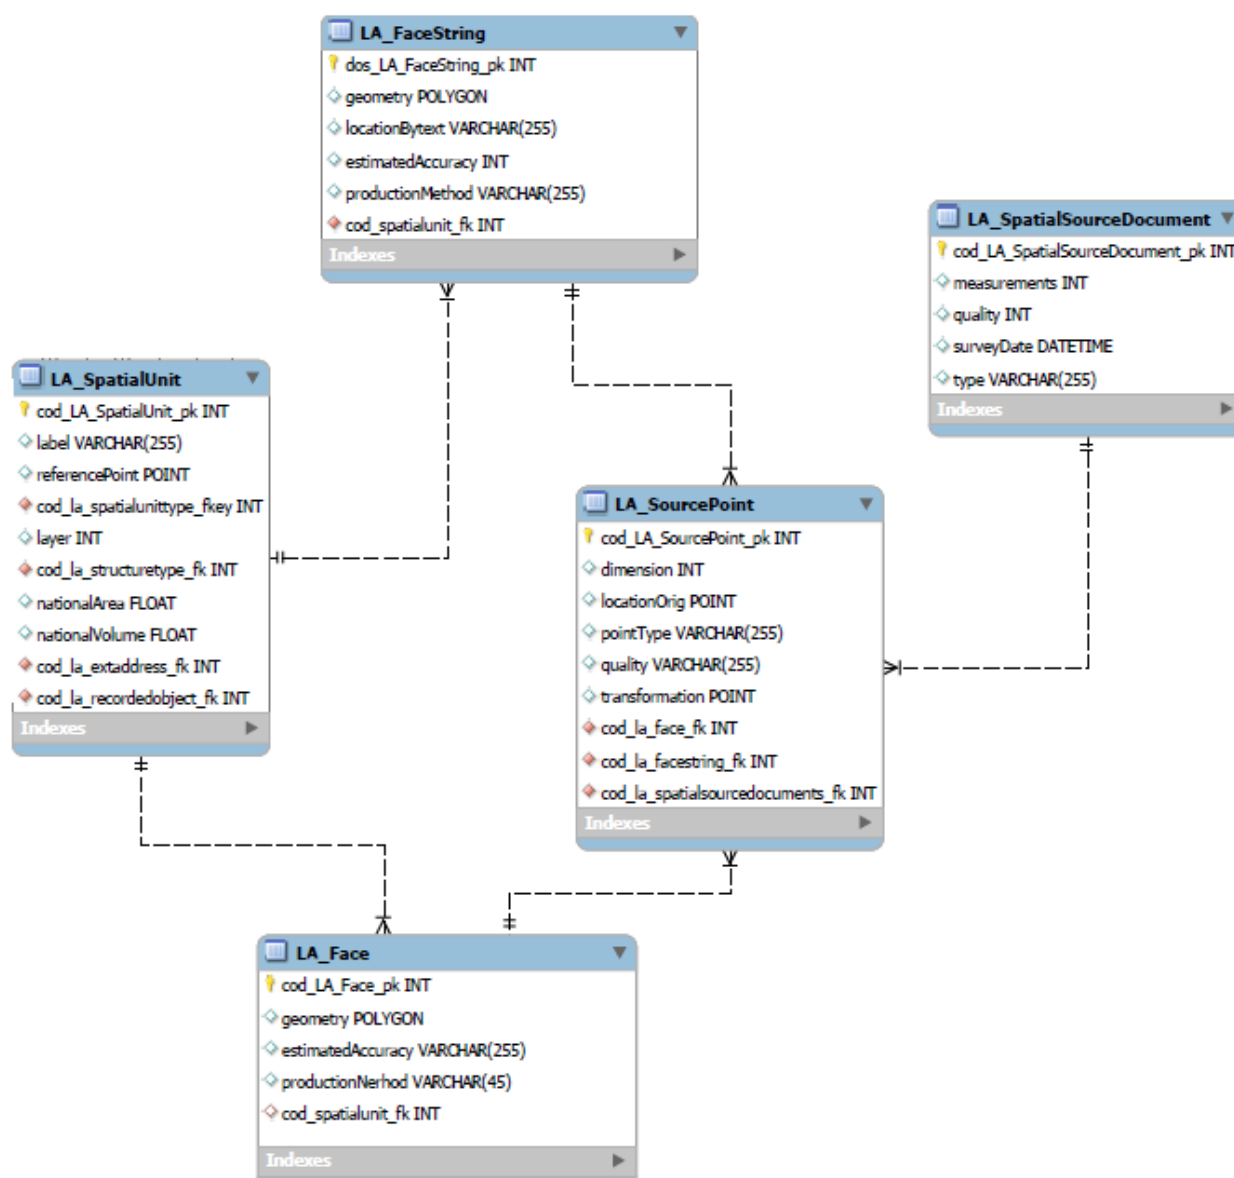 LA_FaceString
dos_LA_FaceString_pk INT
geometry POLYGON
locationBytext VARCHAR(255)
estimatedAccuracy INT
productionMethod VARCHAR(255)
cod_spatialunit_fk INT
Indexes
LA_SpatialSourceDocument
cod_LA_SpatialSourceDocument_pk INT
measurements INT
quality INT
surveyDate DATETIME
type VARCHAR(255)
Indexes
LA_SpatialUnit
cod_LA_SpatialUnit_pk INT
label VARCHAR(255)
referencePoint POINT
cod_la_spatialunittype_fkey INT
layer INT
cod_la_structuretype_fk INT
nationalArea FLOAT
nationalVolume FLOAT
cod_la_extaddress_fk INT
cod_la_recordedobject_fk INT
Indexes
LA_SourcePoint
cod_LA_SourcePoint_pk INT
dimension INT
locationOrig POINT
pointType VARCHAR(255)
quality VARCHAR(255)
transformation POINT
cod_la_face_fk INT
cod_la_facestring_fk INT
cod_la_spatialsourcedocuments_fk INT
Indexes
LA_Face
cod_LA_Face_pk INT
geometry POLYGON
estimatedAccuracy VARCHAR(255)
productionNerhod VARCHAR(45)
cod_spatialunit_fk INT
Indexes